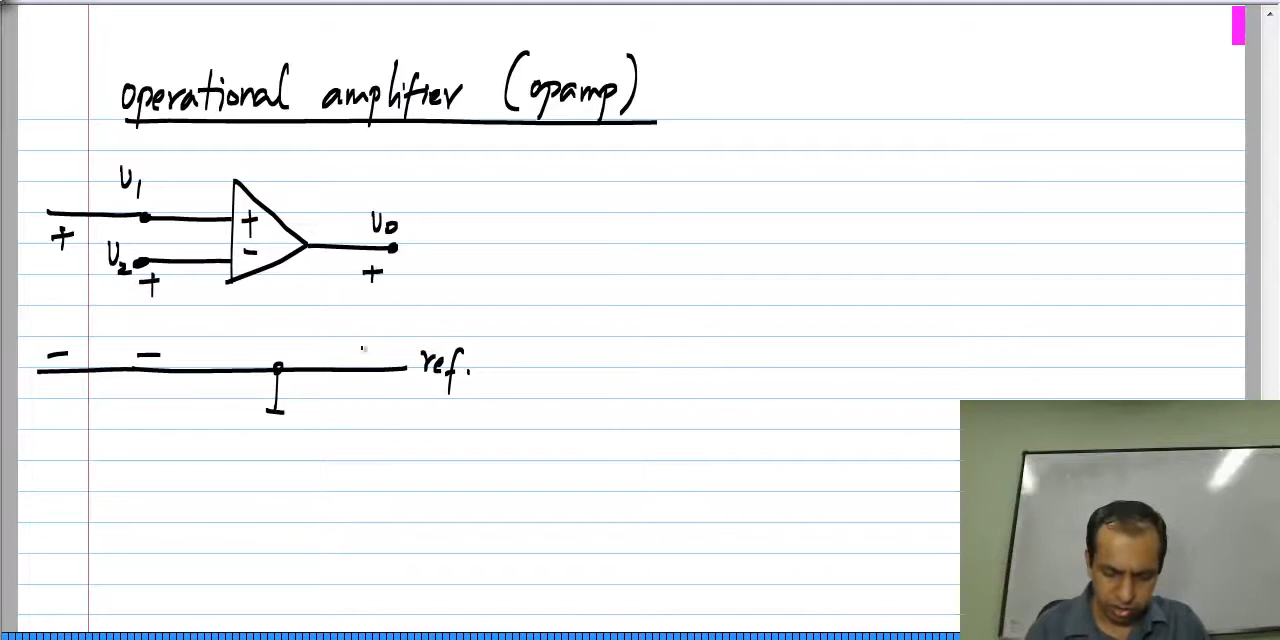 operational amplifier (opamp)
v1
+
+
v2
-
v0
+
+
-
-
ref.